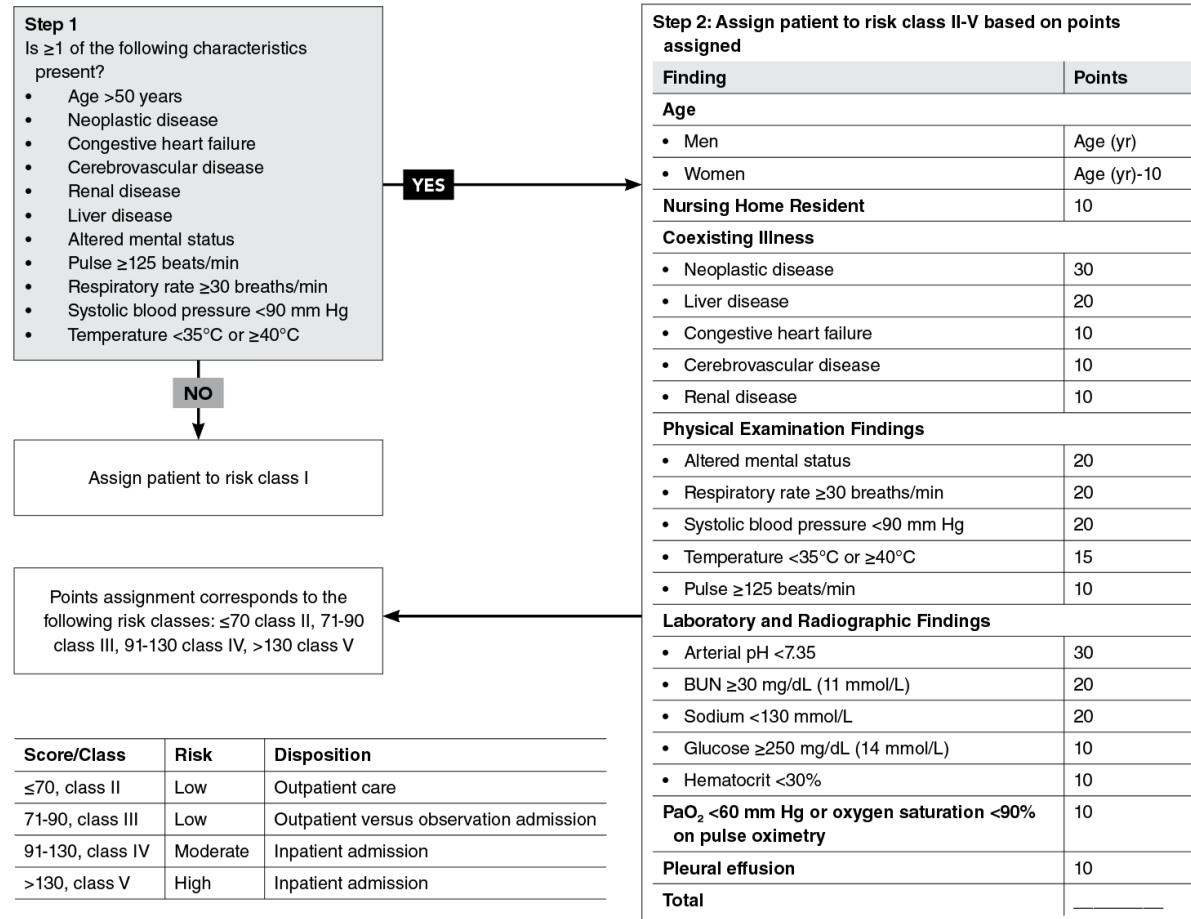 Step 1
Is ≥1 of the following characteristics
present?
• Age >50 years
• Neoplastic disease
• Congestive heart failure
• Cerebrovascular disease
• Renal disease
• Liver disease
• Altered mental status
• Pulse ≥125 beats/min
• Respiratory rate ≥30 breaths/min
• Systolic blood pressure <90 mm Hg
• Temperature <35°C or ≥40°C
YES
NO
Assign patient to risk class I
Step 2: Assign patient to risk class II-V based on points
assigned
Finding Points
Age
• Men Age (yr)
• Women Age (yr)-10
Nursing Home Resident 10
Coexisting Illness
• Neoplastic disease 30
• Liver disease 20
• Congestive heart failure 10
• Cerebrovascular disease 10
• Renal disease 10
Physical Examination Findings
• Altered mental status 20
• Respiratory rate ≥30 breaths/min 20
• Systolic blood pressure <90 mm Hg 20
• Temperature <35°C or ≥40°C 15
• Pulse ≥125 beats/min 10
Laboratory and Radiographic Findings
• Arterial pH <7.35 30
• BUN ≥30 mg/dL (11 mmol/L) 20
• Sodium <130 mmol/L 20
• Glucose ≥250 mg/dL (14 mmol/L) 10
• Hematocrit <30% 10
PaO₂ <60 mm Hg or oxygen saturation <90% 10
on pulse oximetry
Pleural effusion 10
Total
Points assignment corresponds to the
following risk classes: ≤70 class II, 71-90
class III, 91-130 class IV, >130 class V
Score/Class Risk Disposition
≤70, class II Low Outpatient care
71-90, class III Low Outpatient versus observation admission
91-130, class IV Moderate Inpatient admission
>130, class V High Inpatient admission